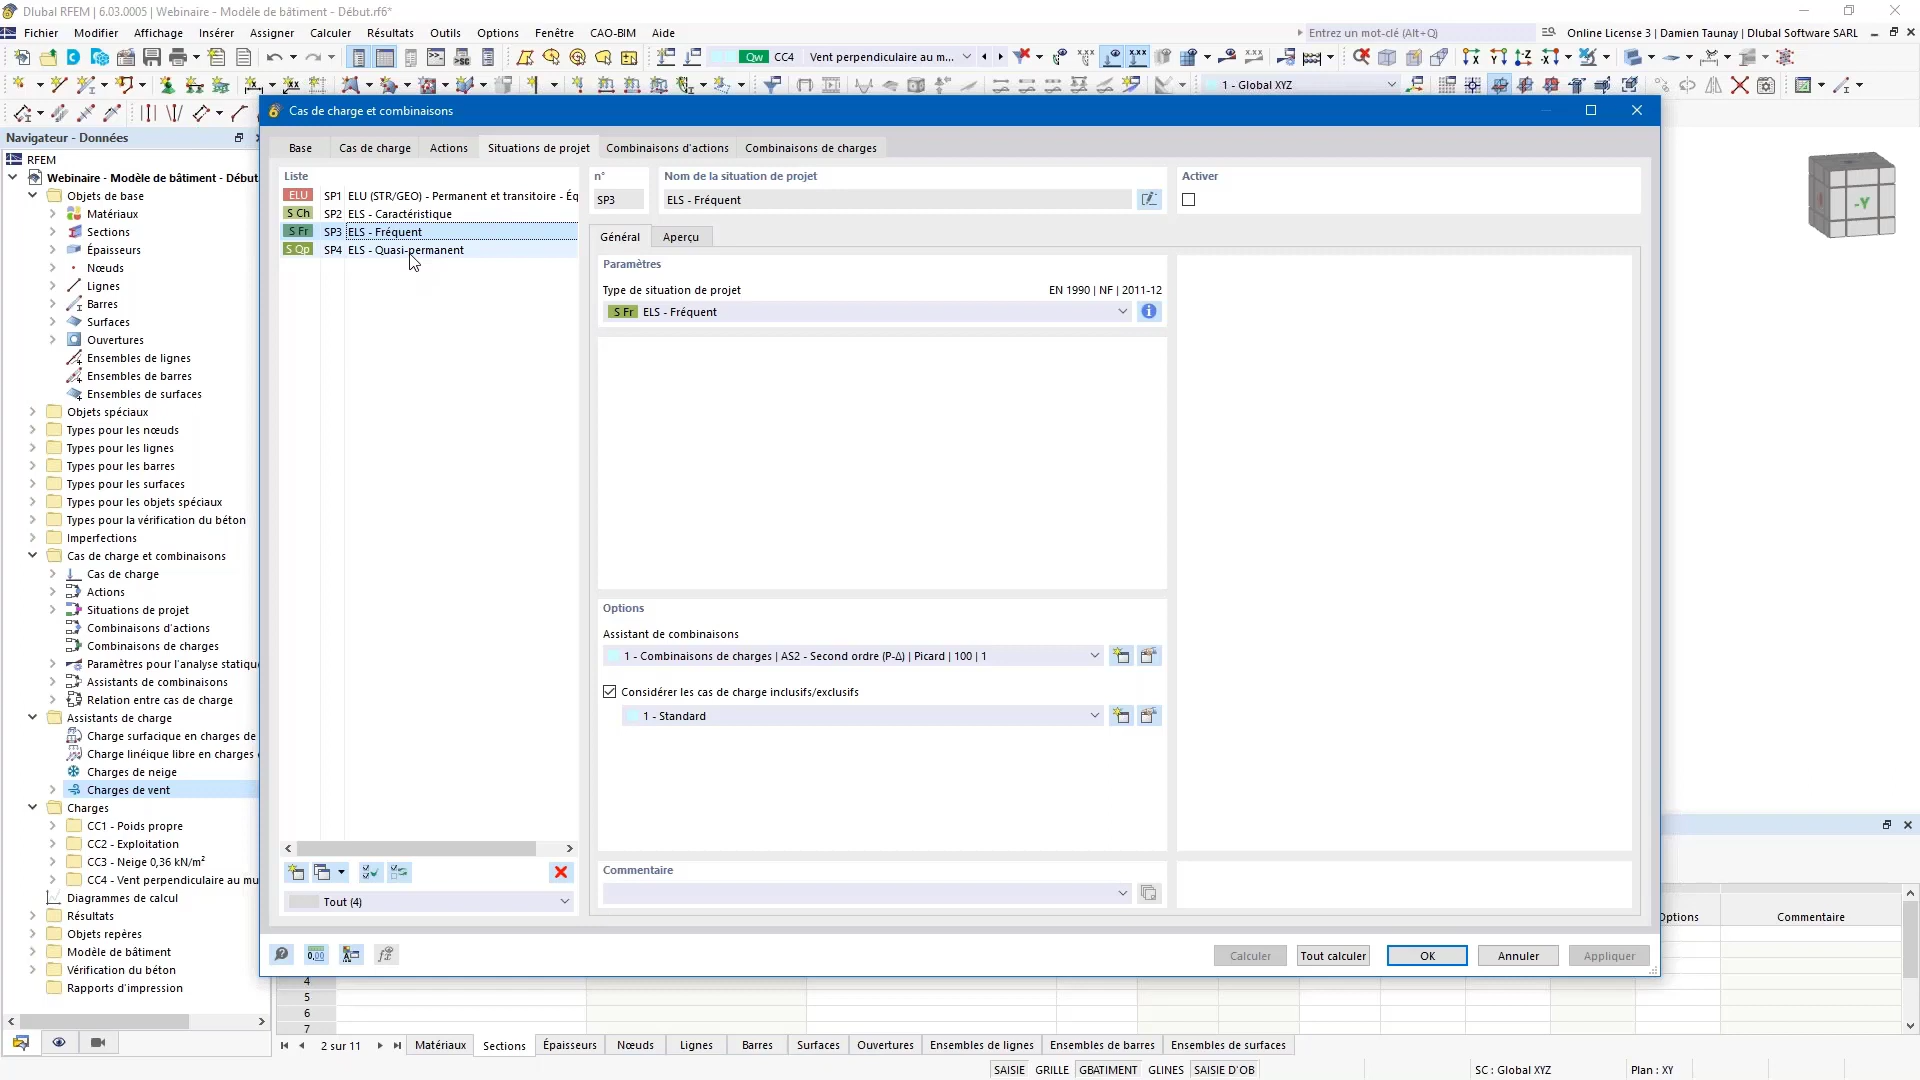 Dlubal RFEM | 6.03.0005 | Webinaire - Modèle de bâtiment - Début.rf6*
Fichier Modifier Affichage Insérer Assigner Calculer Résultats Outils Options Fenêtre CAO-BIM Aide
Entrez un mot-clé (Alt+Q)
Online License 3 | Damien Taunay | Dlubal Software SARL
Qw CC4 Vent perpendiculaire au m...
1 - Global XYZ
Navigateur - Données
RFEM
Webinaire - Modèle de bâtiment - Début
Objets de base
Matériaux
Sections
Épaisseurs
Nœuds
Lignes
Barres
Surfaces
Ouvertures
Ensembles de lignes
Ensembles de barres
Ensembles de surfaces
Objets spéciaux
Types pour les nœuds
Types pour les lignes
Types pour les barres
Types pour les surfaces
Types pour les objets spéciaux
Types pour la vérification du béton
Imperfections
Cas de charge et combinaisons
Cas de charge
Actions
Situations de projet
Combinaisons d'actions
Combinaisons de charges
Paramètres pour l'analyse statiqu
Assistants de combinaisons
Relation entre cas de charge
Assistants de charge
Charge surfacique en charges de
Charge linéique libre en charges
Charges de neige
Charges de vent
Charges
CC1 - Poids propre
CC2 - Exploitation
CC3 - Neige 0,36 kN/m²
CC4 - Vent perpendiculaire au mu
Diagrammes de calcul
Résultats
Objets repères
Modèle de bâtiment
Vérification du béton
Rapports d'impression
Cas de charge et combinaisons
Base Cas de charge Actions Situations de projet Combinaisons d'actions Combinaisons de charges
Liste
ELU SP1 ELU (STR/GEO) - Permanent et transitoire - Éq
S Ch SP2 ELS - Caractéristique
S Fr SP3 ELS - Fréquent
S Qp SP4 ELS - Quasi-permanent
Tout (4)
n°
SP3
Nom de la situation de projet
ELS - Fréquent
Activer
Général Aperçu
Paramètres
Type de situation de projet EN 1990 | NF | 2011-12
S Fr ELS - Fréquent
Options
Assistant de combinaisons
1 - Combinaisons de charges | AS2 - Second ordre (P-Δ) | Picard | 100 | 1
Considérer les cas de charge inclusifs/exclusifs
1 - Standard
Commentaire
Calculer Tout calculer OK Annuler Appliquer
-Y
Options Commentaire
4
5
6
7
2 sur 11 Matériaux Sections Épaisseurs Nœuds Lignes Barres Surfaces Ouvertures Ensembles de lignes Ensembles de barres Ensembles de surfaces
SAISIE GRILLE GBATIMENT GLINES SAISIE D'OB SC : Global XYZ Plan : XY